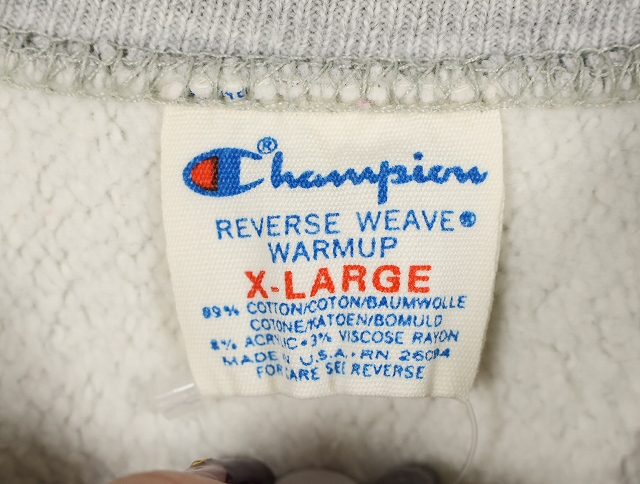 Champion®
REVERSE WEAVE®
WARMUP
X-LARGE
89% COTTON/COTON/BAUMWOLLE
COTONE/KATOEN/BOMULD
8% ACRYLIC • 3% VISCOSE RAYON
MADE IN U.S.A. • RN 26094
FOR CARE SEE REVERSE